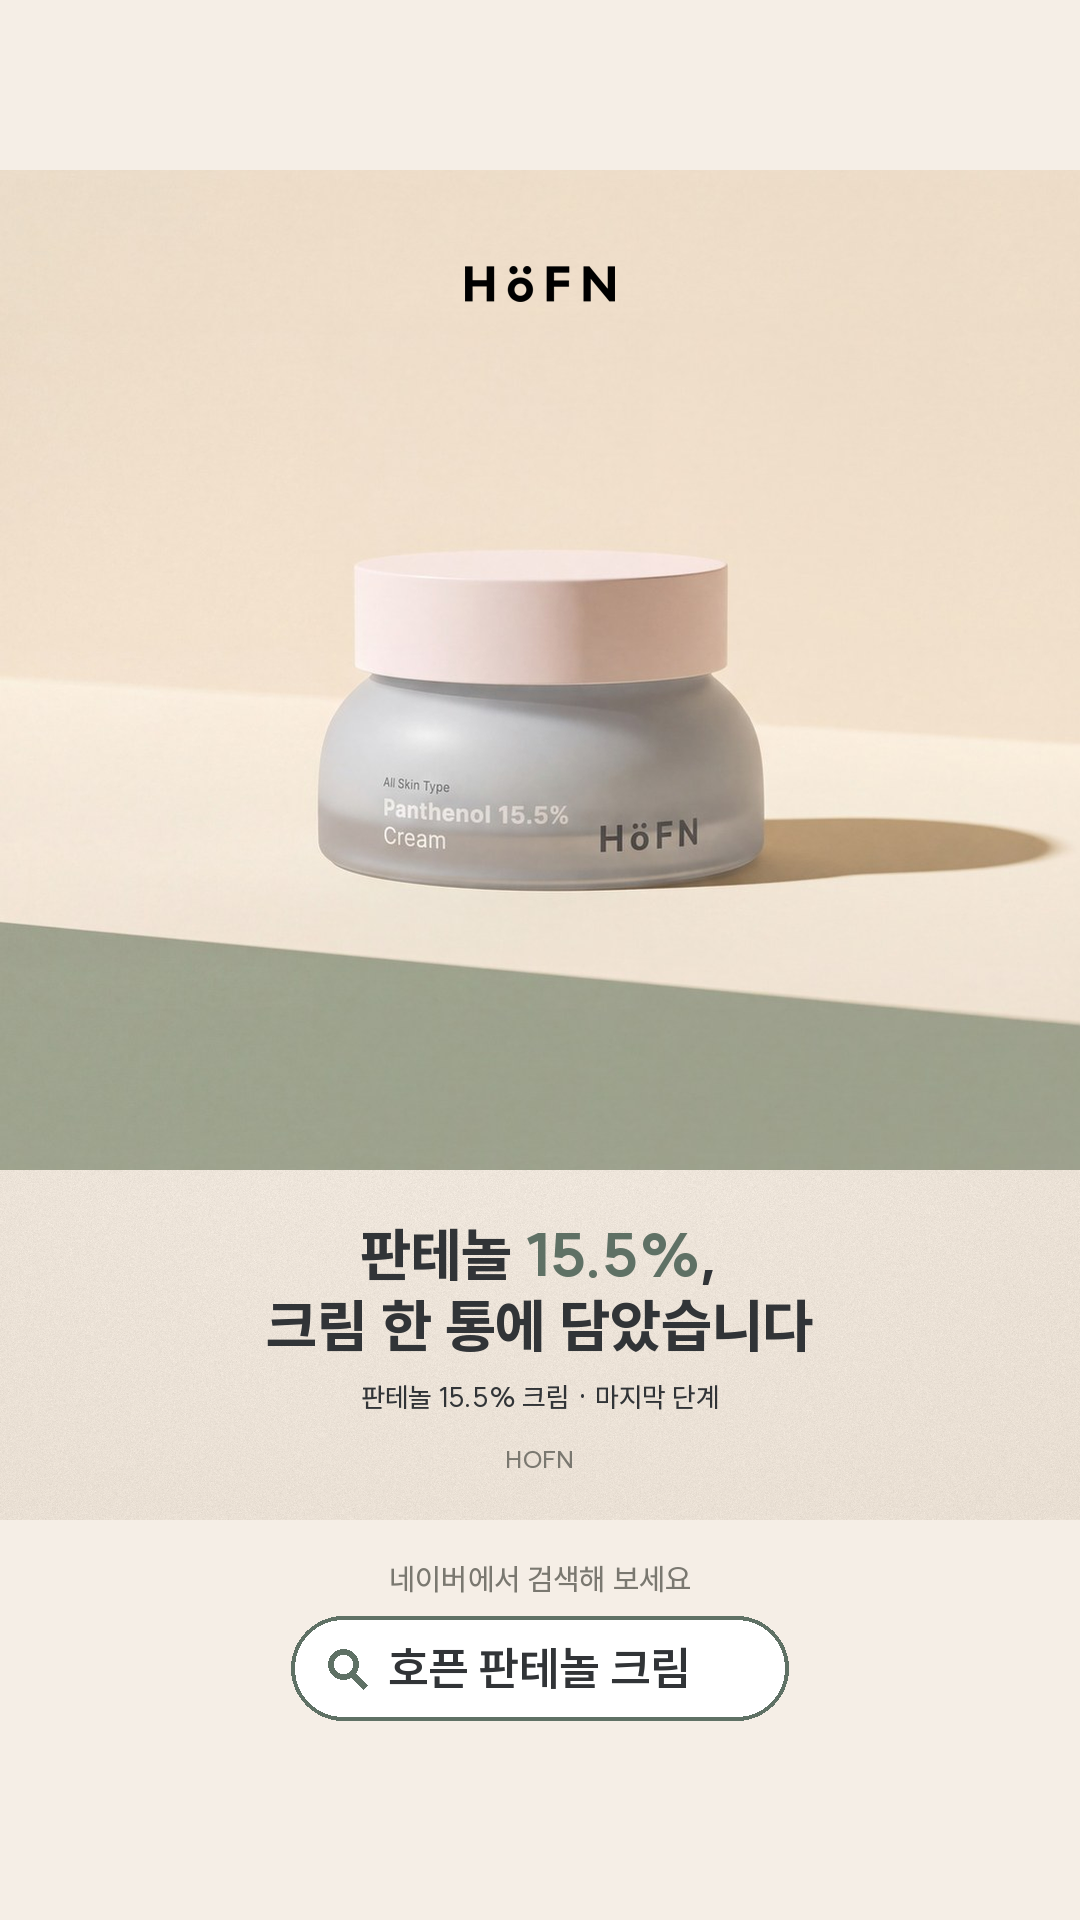 HöFN
All Skin Type
Panthenol 15.5%
Cream
HöFN
판테놀 15.5%,
크림 한 통에 담았습니다
판테놀 15.5% 크림 · 마지막 단계
HOFN
네이버에서 검색해 보세요
호픈 판테놀 크림